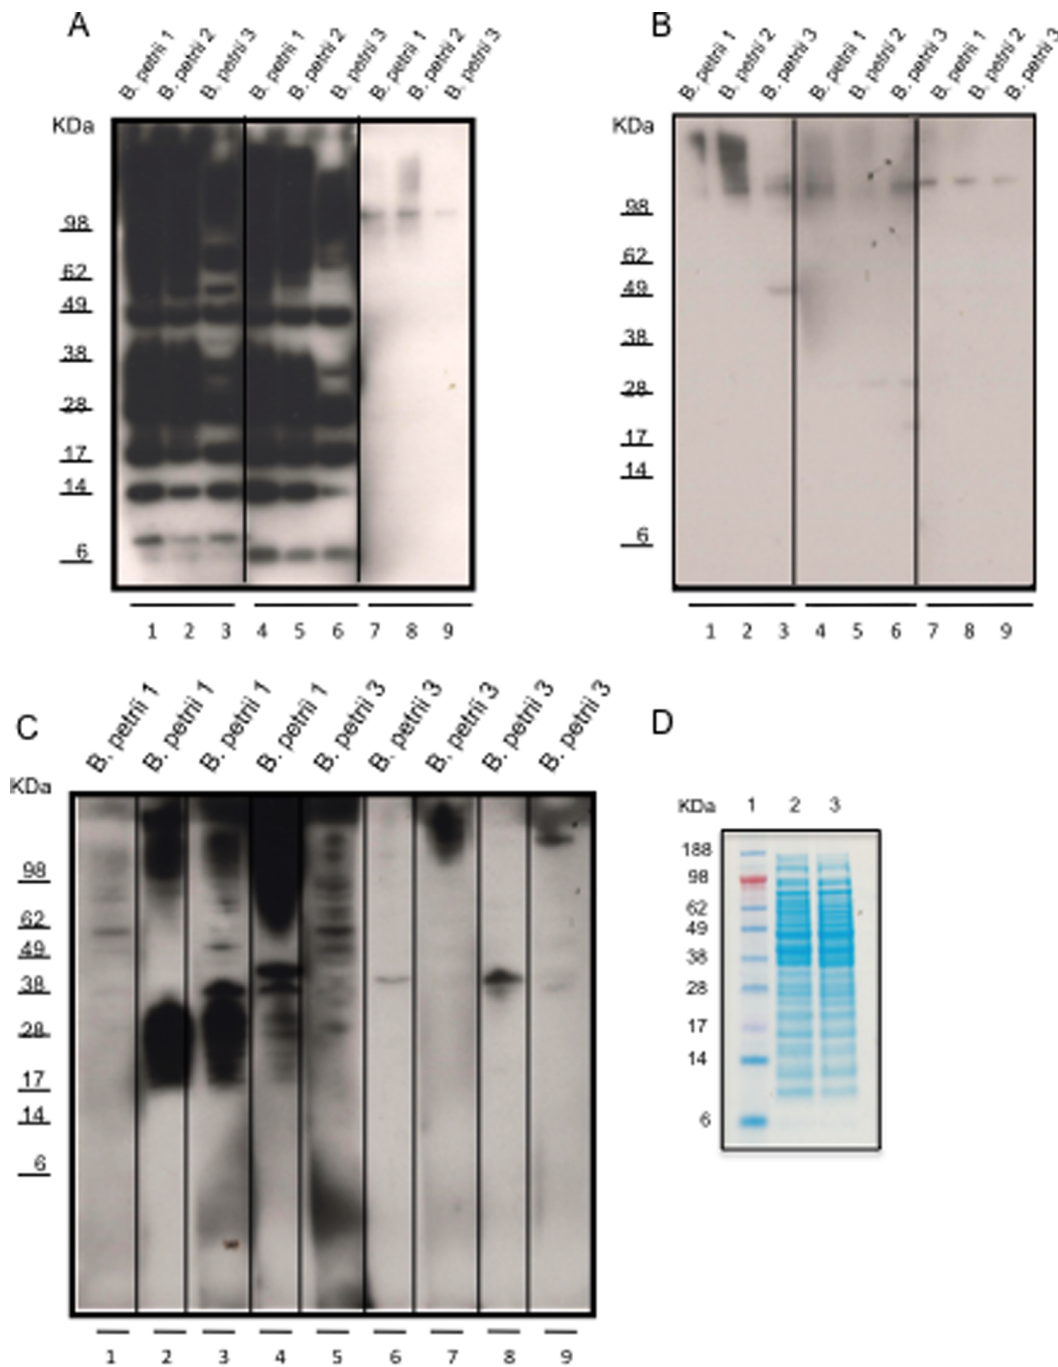 A
B. petrii 1
B. petrii 2
B. petrii 3
B. petrii 1
B. petrii 2
B. petrii 3
B. petrii 1
B. petrii 2
B. petrii 3
KDa
98
62
49
38
28
17
14
6
1 2 3 4 5 6 7 8 9
B
B. petrii 1
B. petrii 2
B. petrii 3
B. petrii 1
B. petrii 2
B. petrii 3
B. petrii 1
B. petrii 2
B. petrii 3
KDa
98
62
49
38
28
17
14
6
1 2 3 4 5 6 7 8 9
C
B. petrii 1
B. petrii 1
B. petrii 1
B. petrii 1
B. petrii 3
B. petrii 3
B. petrii 3
B. petrii 3
B. petrii 3
KDa
98
62
49
38
28
17
14
6
1 2 3 4 5 6 7 8 9
D
KDa 1 2 3
188
98
62
49
38
28
17
14
6